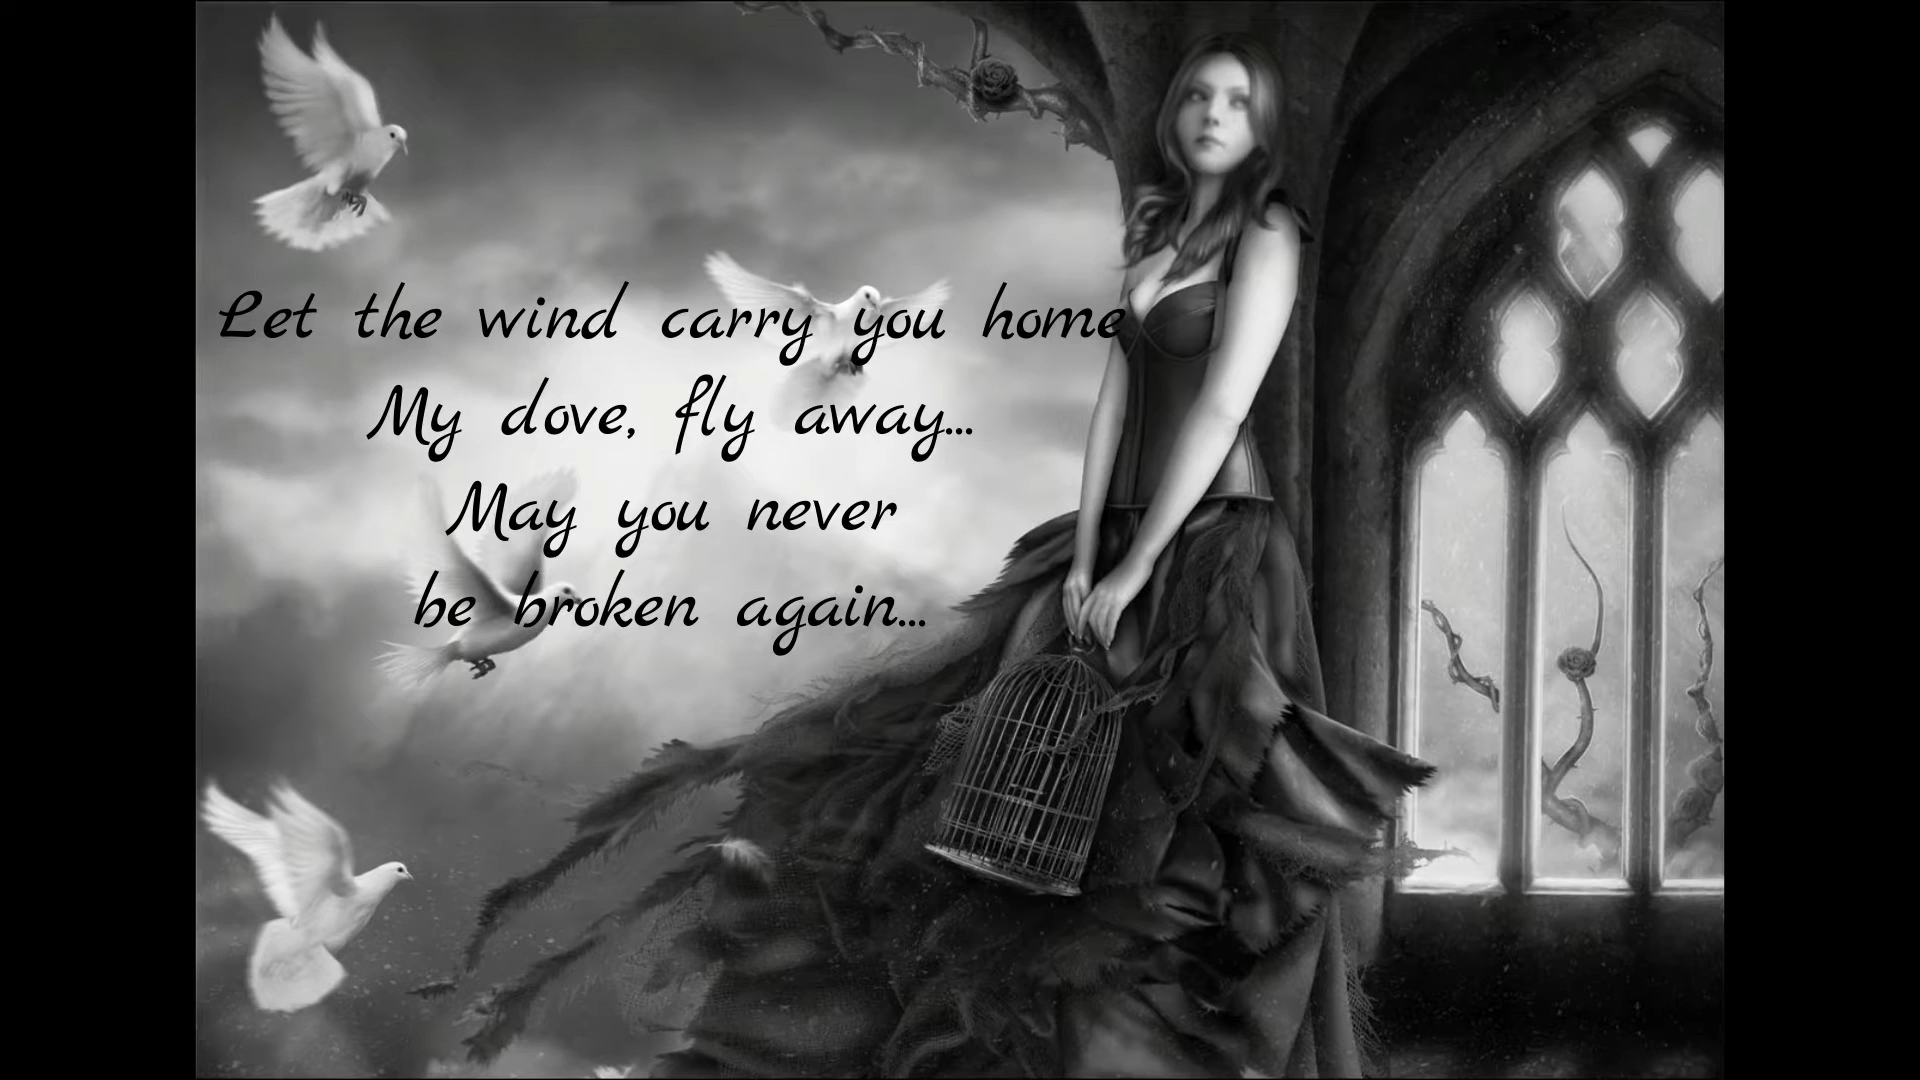 Let the wind carry you home
My dove, fly away...
May you never
be broken again...